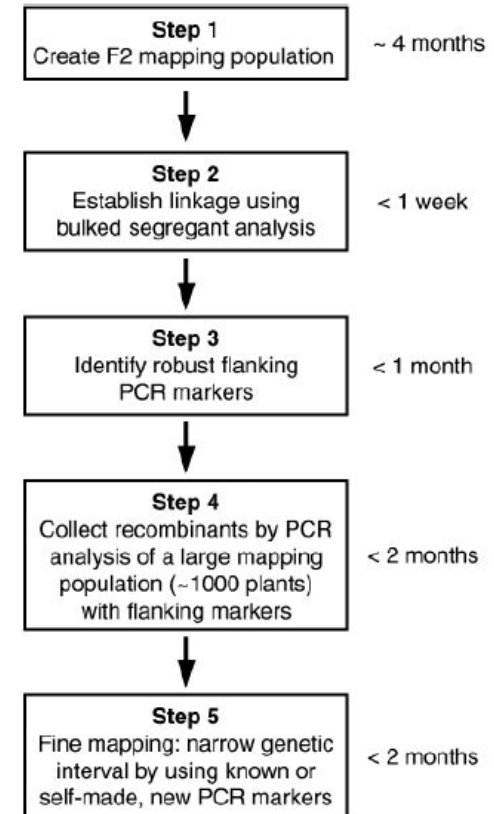 Step 1
Create F2 mapping population
~ 4 months
Step 2
Establish linkage using
bulked segregant analysis
< 1 week
Step 3
Identify robust flanking
PCR markers
< 1 month
Step 4
Collect recombinants by PCR
analysis of a large mapping
population (~1000 plants)
with flanking markers
< 2 months
Step 5
Fine mapping: narrow genetic
interval by using known or
self-made, new PCR markers
< 2 months